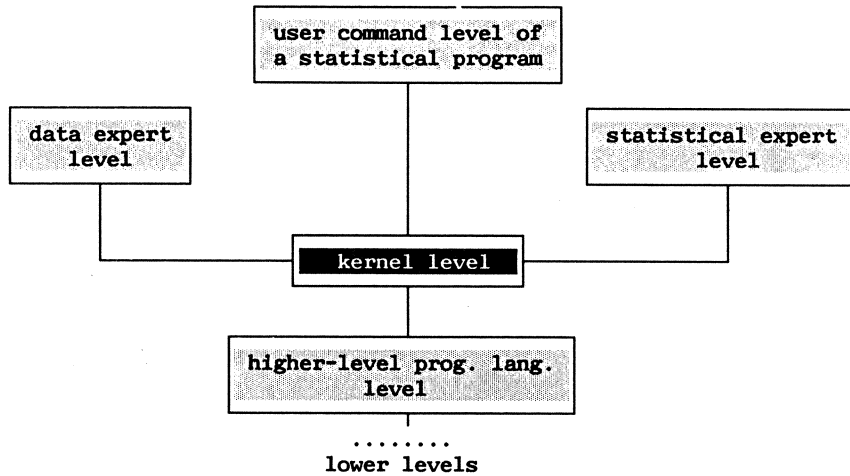 user command level of
a statistical program
data expert
level
statistical expert
level
kernel level
higher-level prog. lang.
level
........
lower levels